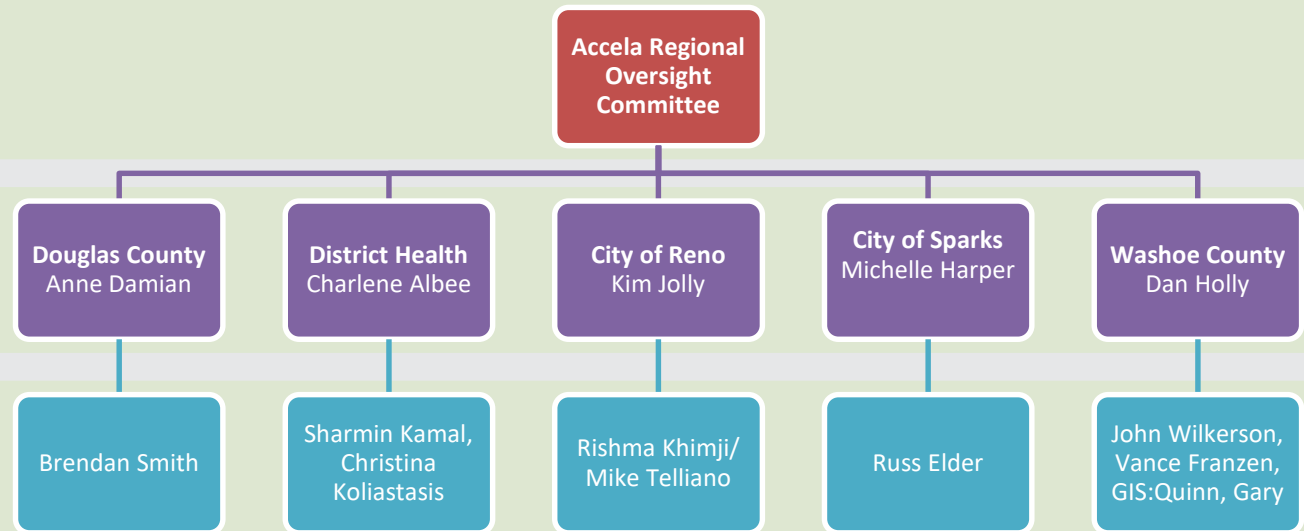 Accela Regional
Oversight
Committee
Douglas County
Anne Damian
District Health
Charlene Albee
City of Reno
Kim Jolly
City of Sparks
Michelle Harper
Washoe County
Dan Holly
Brendan Smith
Sharmin Kamal,
Christina
Koliastasis
Rishma Khimji/
Mike Telliano
Russ Elder
John Wilkerson,
Vance Franzen,
GIS:Quinn, Gary